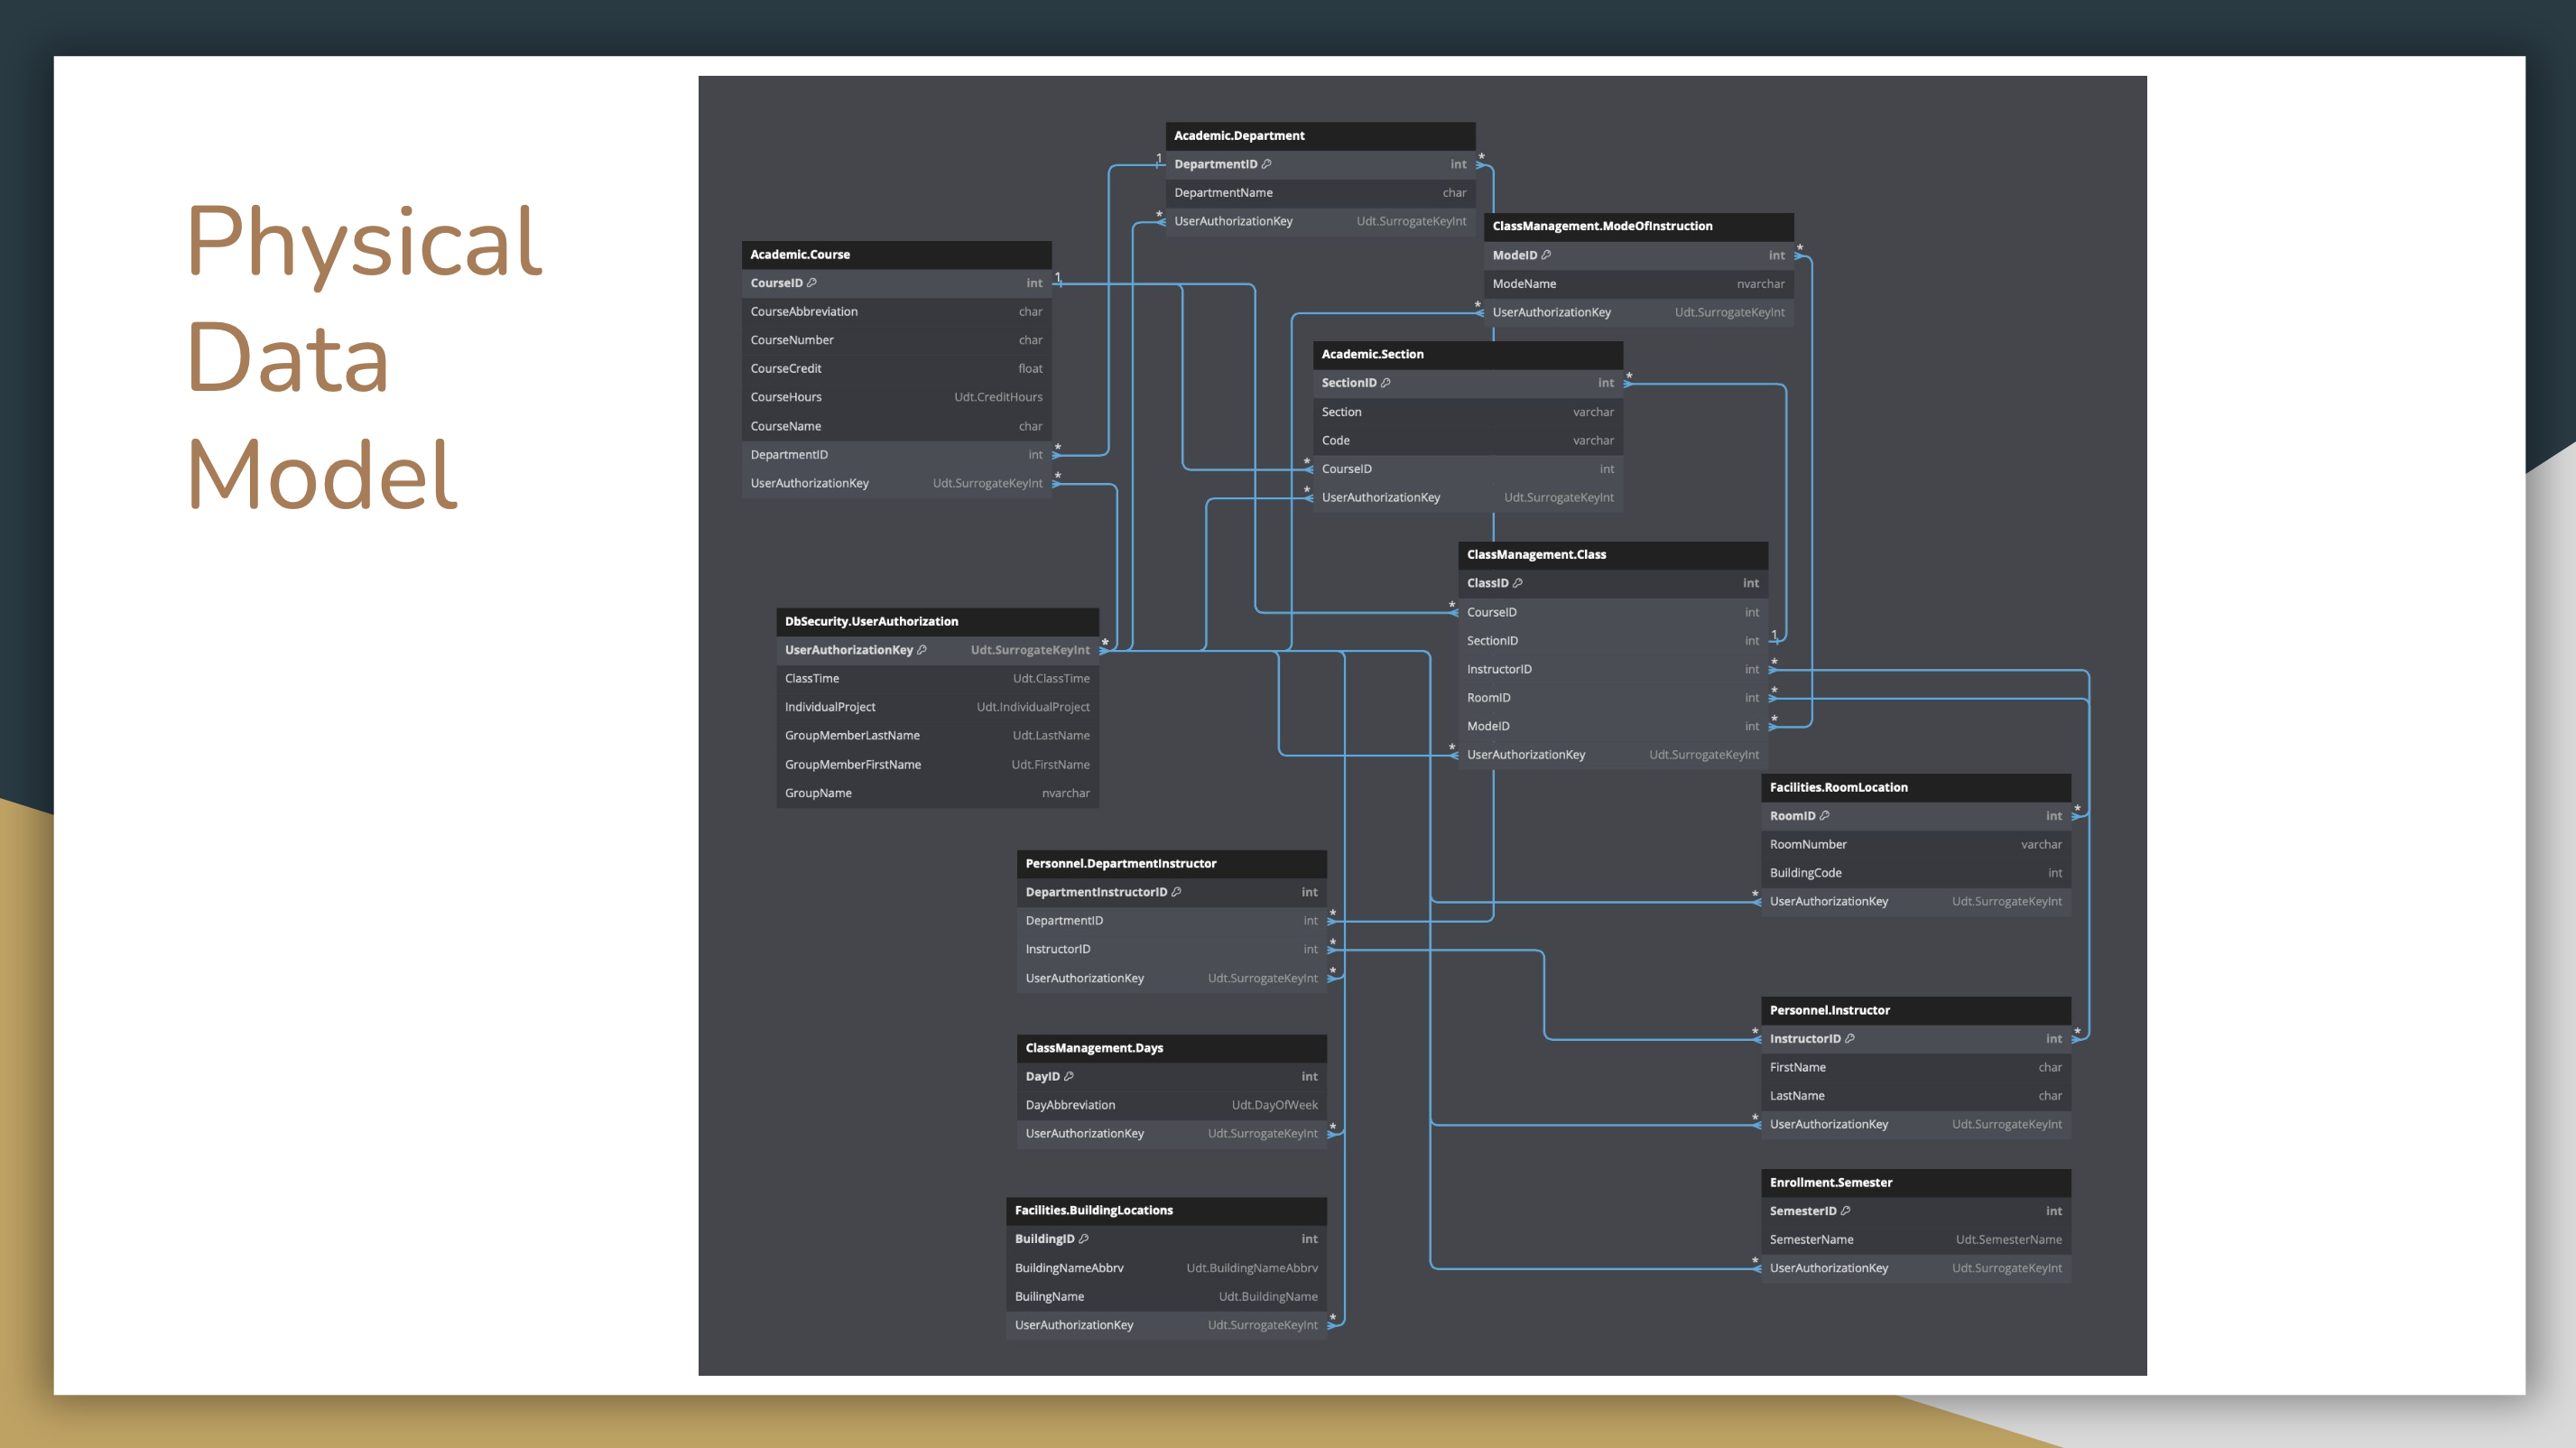 Physical
Data
Model
Academic.Department
1 DepartmentID int *
DepartmentName char
* UserAuthorizationKey Udt.SurrogateKeyInt
ClassManagement.ModeOfInstruction
ModeID int *
ModeName nvarchar
* UserAuthorizationKey Udt.SurrogateKeyInt
Academic.Course
CourseID int 1
CourseAbbreviation char
CourseNumber char
CourseCredit float
CourseHours Udt.CreditHours
CourseName char
DepartmentID int *
UserAuthorizationKey Udt.SurrogateKeyInt *
Academic.Section
SectionID int *
Section varchar
Code varchar
* CourseID int
* UserAuthorizationKey Udt.SurrogateKeyInt
ClassManagement.Class
ClassID int
* CourseID int
SectionID int 1
InstructorID int *
RoomID int *
ModeID int *
* UserAuthorizationKey Udt.SurrogateKeyInt
DbSecurity.UserAuthorization
UserAuthorizationKey Udt.SurrogateKeyInt *
ClassTime Udt.ClassTime
IndividualProject Udt.IndividualProject
GroupMemberLastName Udt.LastName
GroupMemberFirstName Udt.FirstName
GroupName nvarchar
Facilities.RoomLocation
RoomID int *
RoomNumber varchar
BuildingCode int
* UserAuthorizationKey Udt.SurrogateKeyInt
Personnel.DepartmentInstructor
DepartmentInstructorID int
DepartmentID int *
InstructorID int *
UserAuthorizationKey Udt.SurrogateKeyInt *
Personnel.Instructor
* InstructorID int *
FirstName char
LastName char
* UserAuthorizationKey Udt.SurrogateKeyInt
ClassManagement.Days
DayID int
DayAbbreviation Udt.DayOfWeek
UserAuthorizationKey Udt.SurrogateKeyInt *
Enrollment.Semester
SemesterID int
SemesterName Udt.SemesterName
* UserAuthorizationKey Udt.SurrogateKeyInt
Facilities.BuildingLocations
BuildingID int
BuildingNameAbbrv Udt.BuildingNameAbbrv
BuilingName Udt.BuildingName
UserAuthorizationKey Udt.SurrogateKeyInt *